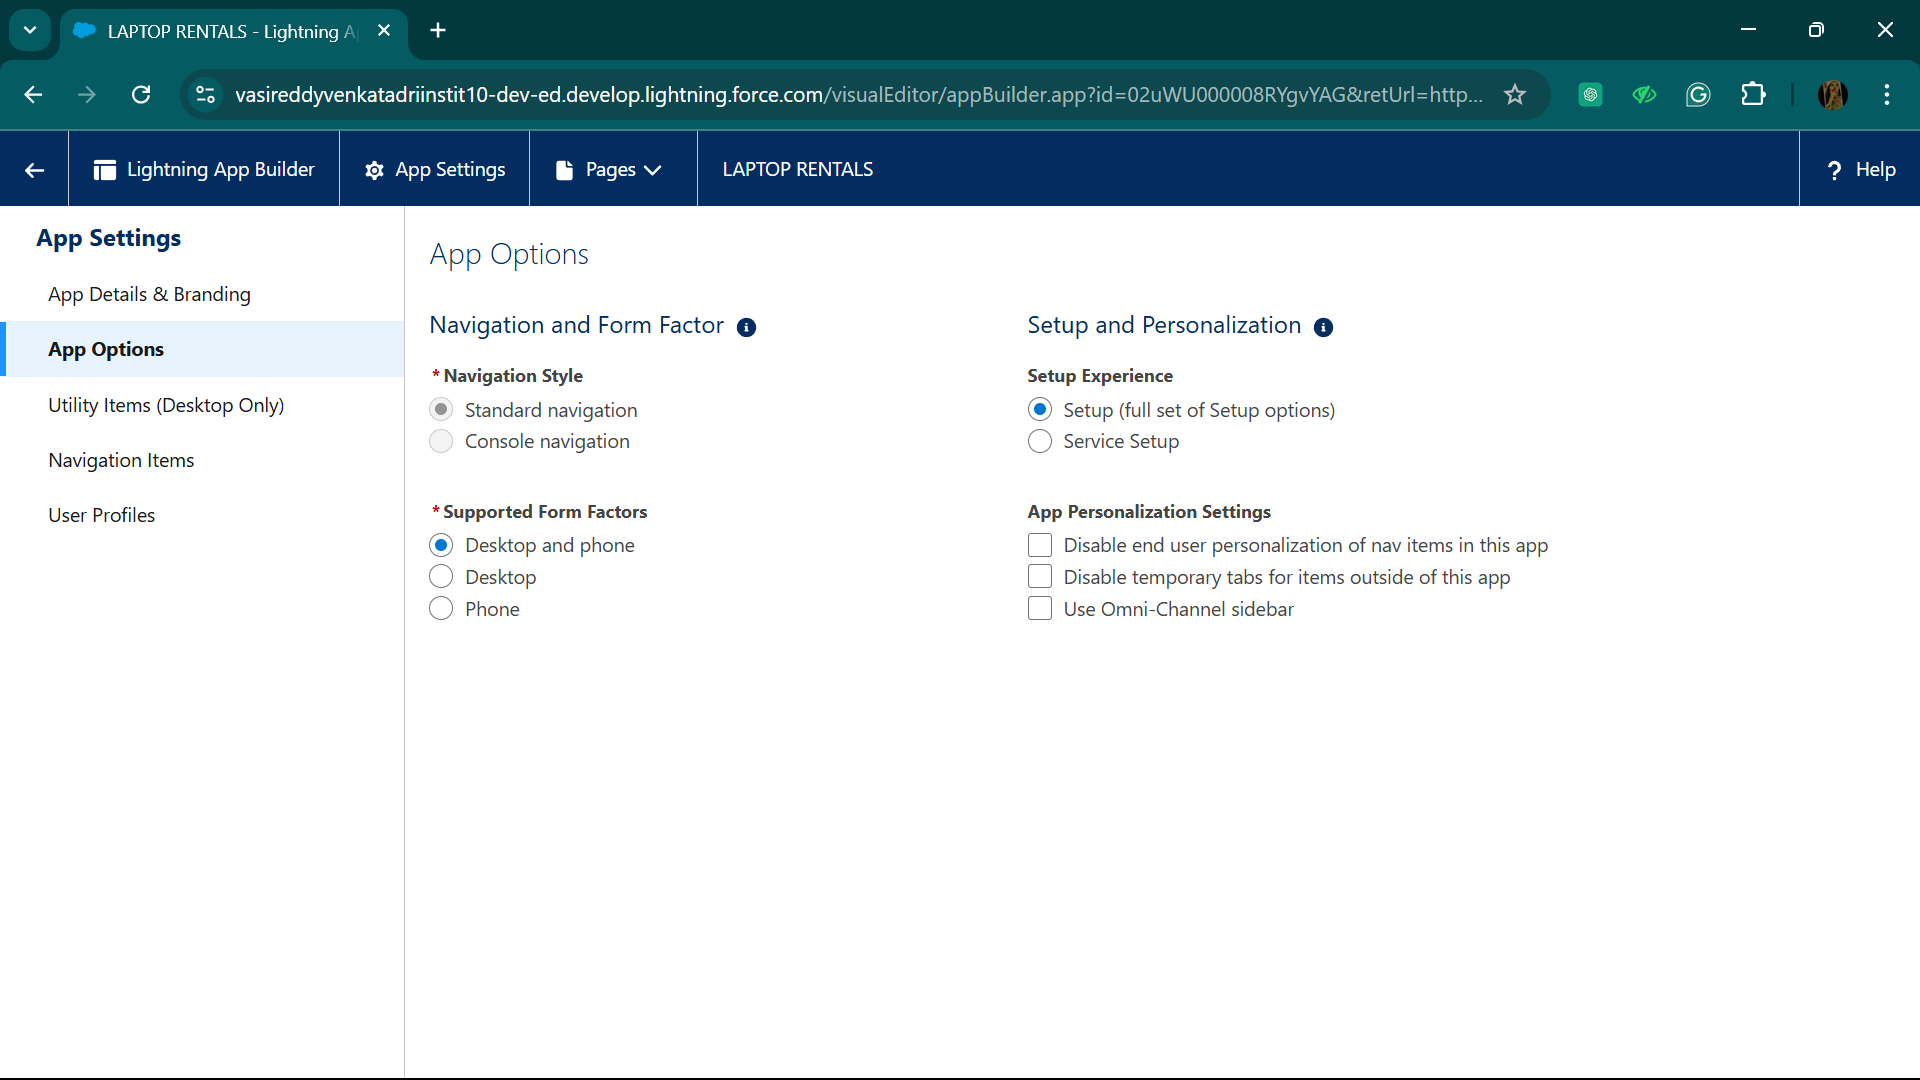 LAPTOP RENTALS - Lightning A
vasireddyvenkatadriinstit10-dev-ed.develop.lightning.force.com/visualEditor/appBuilder.app?id=02uWU000008RYgvYAG&retUrl=http...
Lightning App Builder
App Settings
Pages
LAPTOP RENTALS
? Help
App Settings
App Details & Branding
App Options
Utility Items (Desktop Only)
Navigation Items
User Profiles
App Options
Navigation and Form Factor
*Navigation Style
Standard navigation
Console navigation
*Supported Form Factors
Desktop and phone
Desktop
Phone
Setup and Personalization
Setup Experience
Setup (full set of Setup options)
Service Setup
App Personalization Settings
Disable end user personalization of nav items in this app
Disable temporary tabs for items outside of this app
Use Omni-Channel sidebar